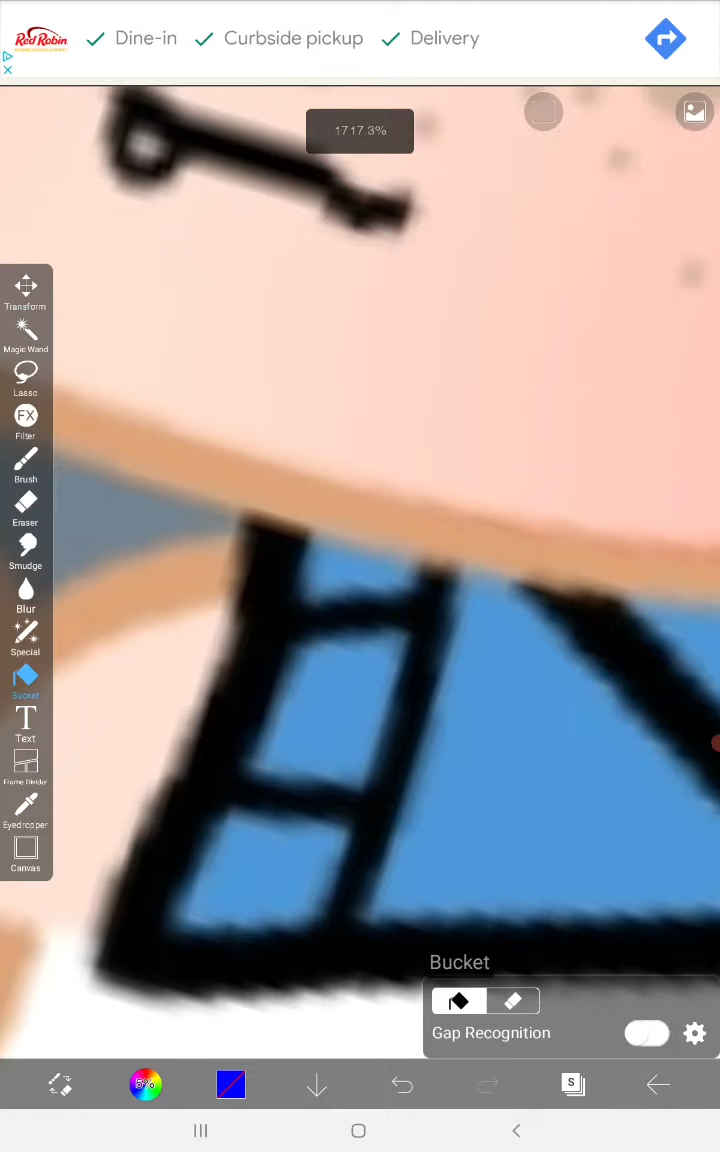 Red Robin
Dine-in
Curbside pickup
Delivery
1717.3%
Transform
Magic Wand
Lasso
FX
Filter
Brush
Eraser
Smudge
Blur
Special
Bucket
T
Text
Frame Divider
Eyedropper
Canvas
Bucket
Gap Recognition
5%
S